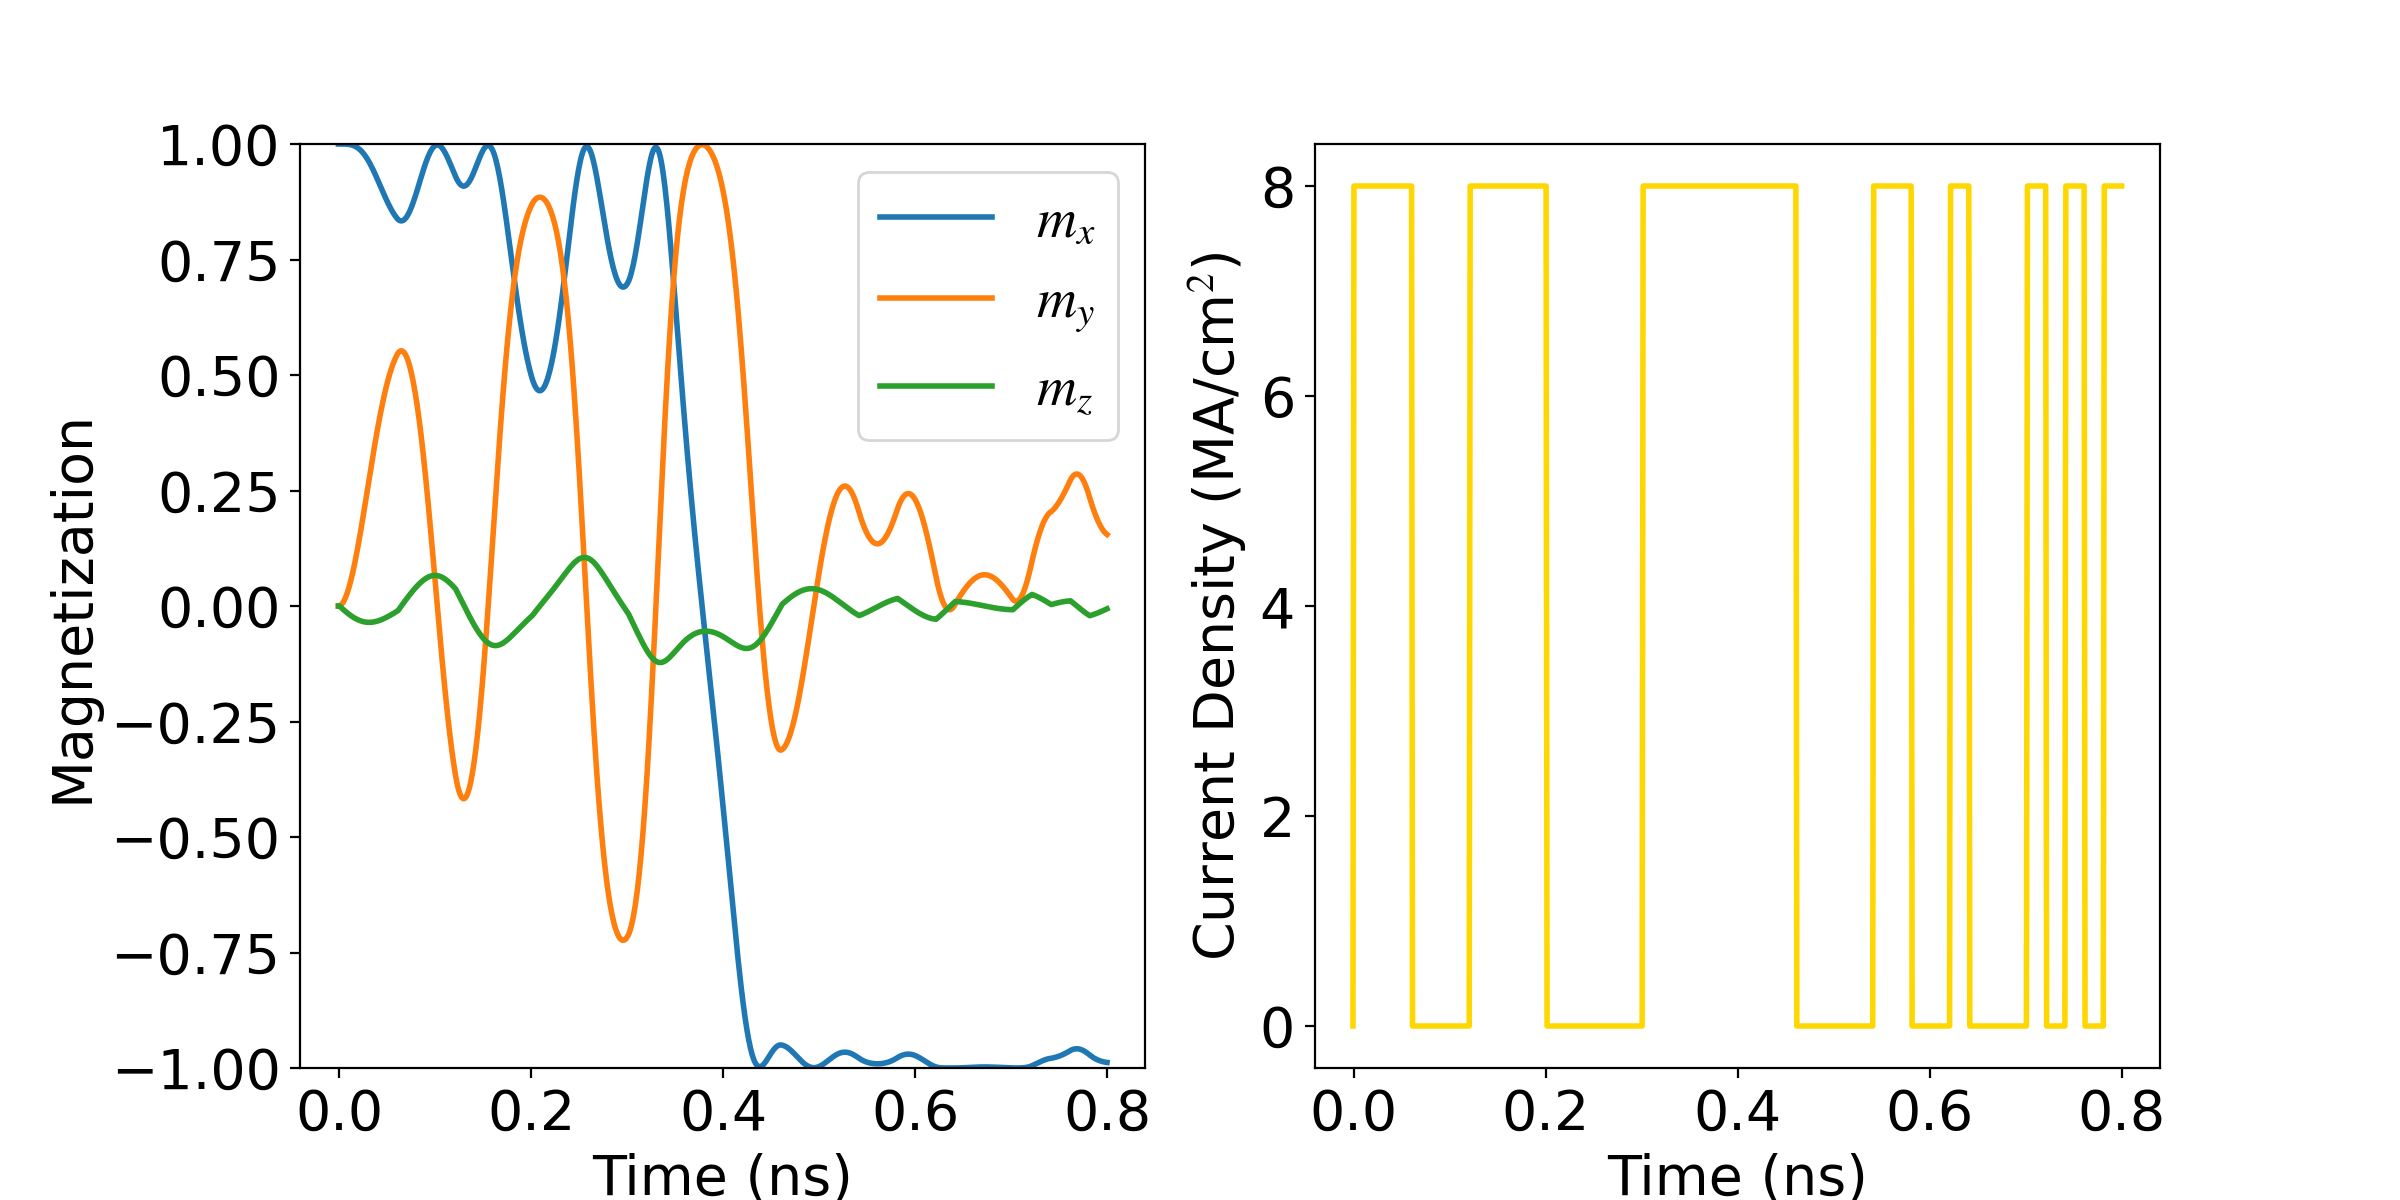 1.00
0.75
0.50
0.25
0.00
−0.25
−0.50
−0.75
−1.00
Magnetization
0.0 0.2 0.4 0.6 0.8
Time (ns)
mₓ
m_y
m_z
8
6
4
2
0
Current Density (MA/cm²)
0.0 0.2 0.4 0.6 0.8
Time (ns)